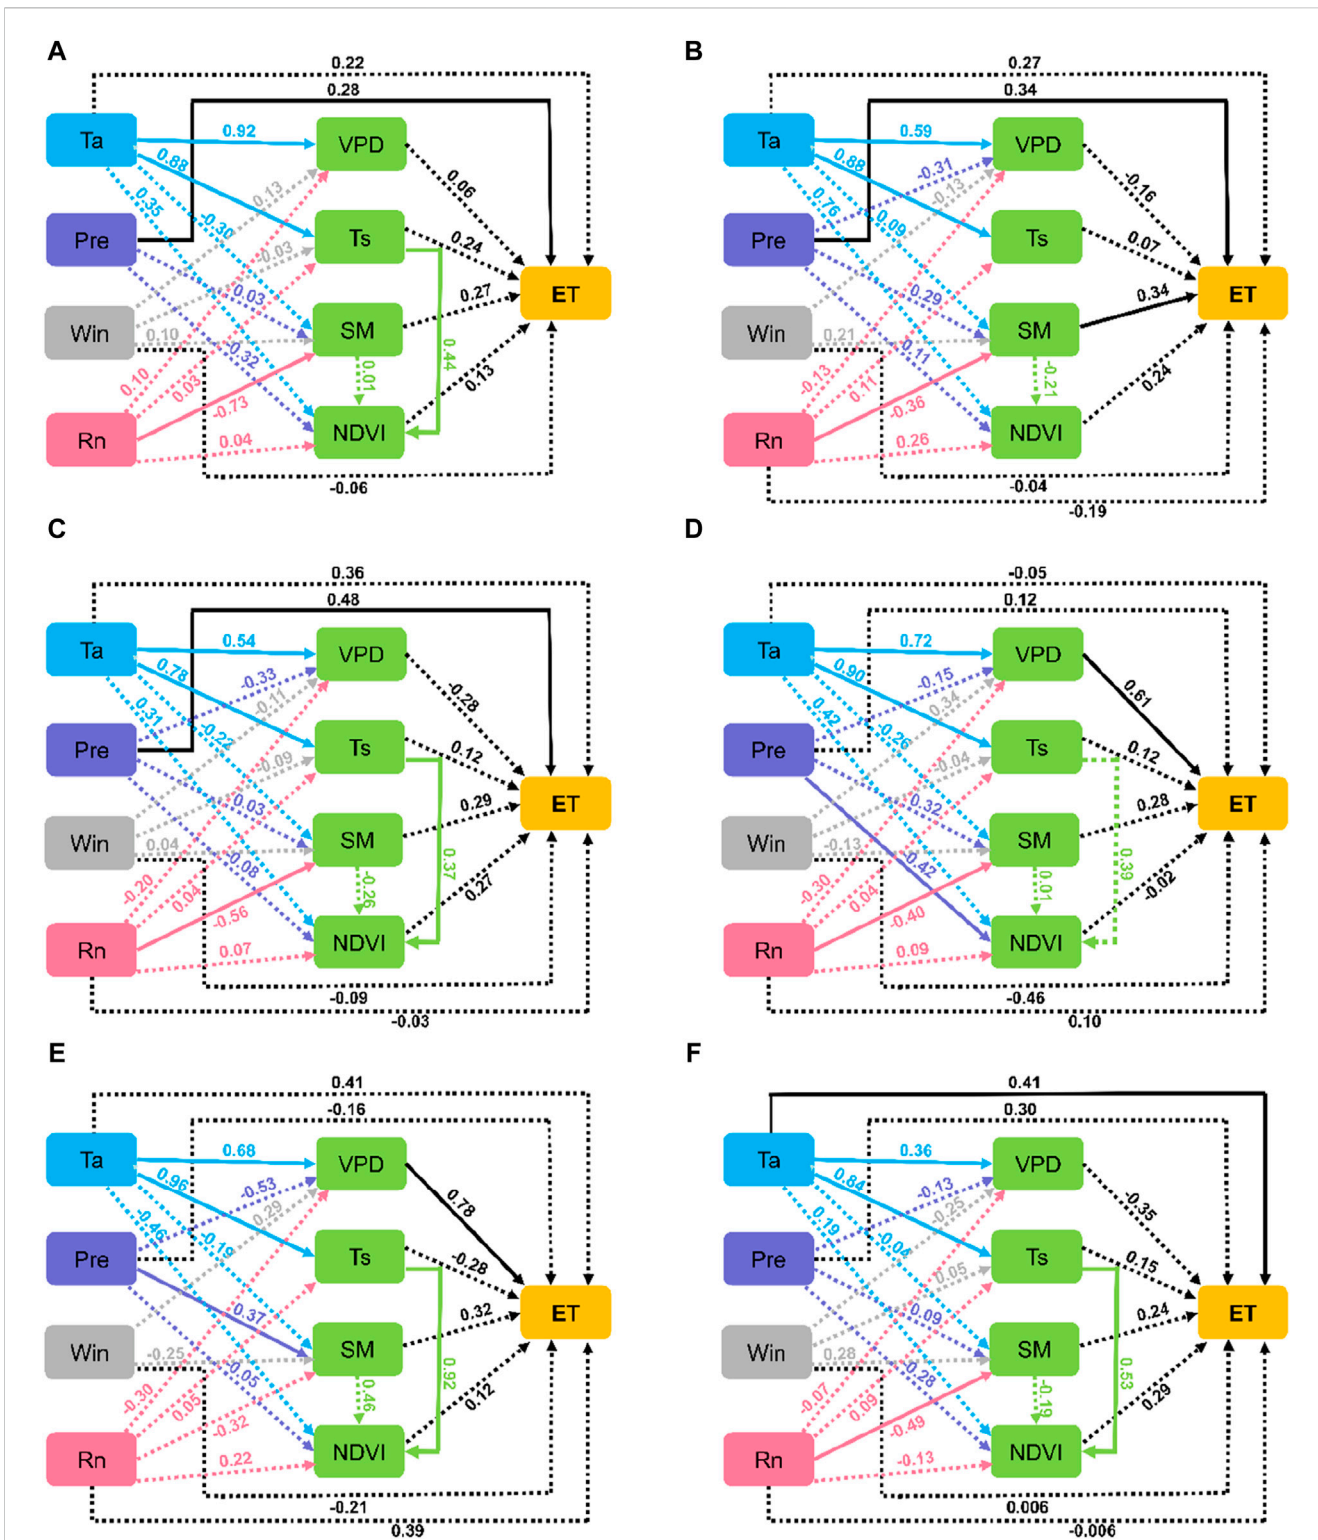 A
0.22
0.28
Ta
0.92
VPD
0.88
0.13
0.06
0.35
-0.30
Pre
Ts
0.24
-0.03
ET
0.03
0.27
Win
0.10
SM
-0.32
0.44
0.10
0.03
0.01
0.13
-0.73
Rn
0.04
NDVI
-0.06
B
0.27
0.34
Ta
0.59
VPD
0.88
-0.31
-0.13
-0.16
0.76
0.09
Pre
Ts
0.07
ET
0.29
0.34
Win
0.21
SM
0.11
-0.13
0.11
-0.21
0.24
-0.36
Rn
0.26
NDVI
-0.04
-0.19
C
0.36
0.48
Ta
0.54
VPD
0.78
-0.33
-0.11
-0.28
0.31
-0.22
Pre
Ts
0.12
-0.09
ET
0.03
0.29
Win
0.04
SM
-0.08
0.37
-0.20
0.04
-0.26
0.27
-0.56
Rn
0.07
NDVI
-0.09
-0.03
D
-0.05
0.12
Ta
0.72
VPD
0.90
-0.15
0.34
0.61
0.42
-0.26
Pre
Ts
0.12
-0.04
ET
0.32
0.28
Win
-0.13
SM
-0.42
0.39
-0.30
0.04
0.01
-0.02
-0.40
Rn
0.09
NDVI
-0.46
0.10
E
0.41
-0.16
Ta
0.68
VPD
0.96
-0.53
0.29
0.78
-0.46
-0.19
Pre
Ts
-0.28
ET
0.37
0.32
Win
-0.25
SM
-0.05
0.92
-0.30
0.05
0.46
0.12
-0.32
Rn
0.22
NDVI
-0.21
0.39
F
0.41
0.30
Ta
0.36
VPD
0.84
-0.13
-0.25
-0.35
0.19
-0.04
Pre
Ts
0.15
0.05
ET
0.09
0.24
Win
0.28
SM
-0.28
0.53
-0.07
0.09
-0.19
0.29
-0.49
Rn
-0.13
NDVI
0.006
-0.006